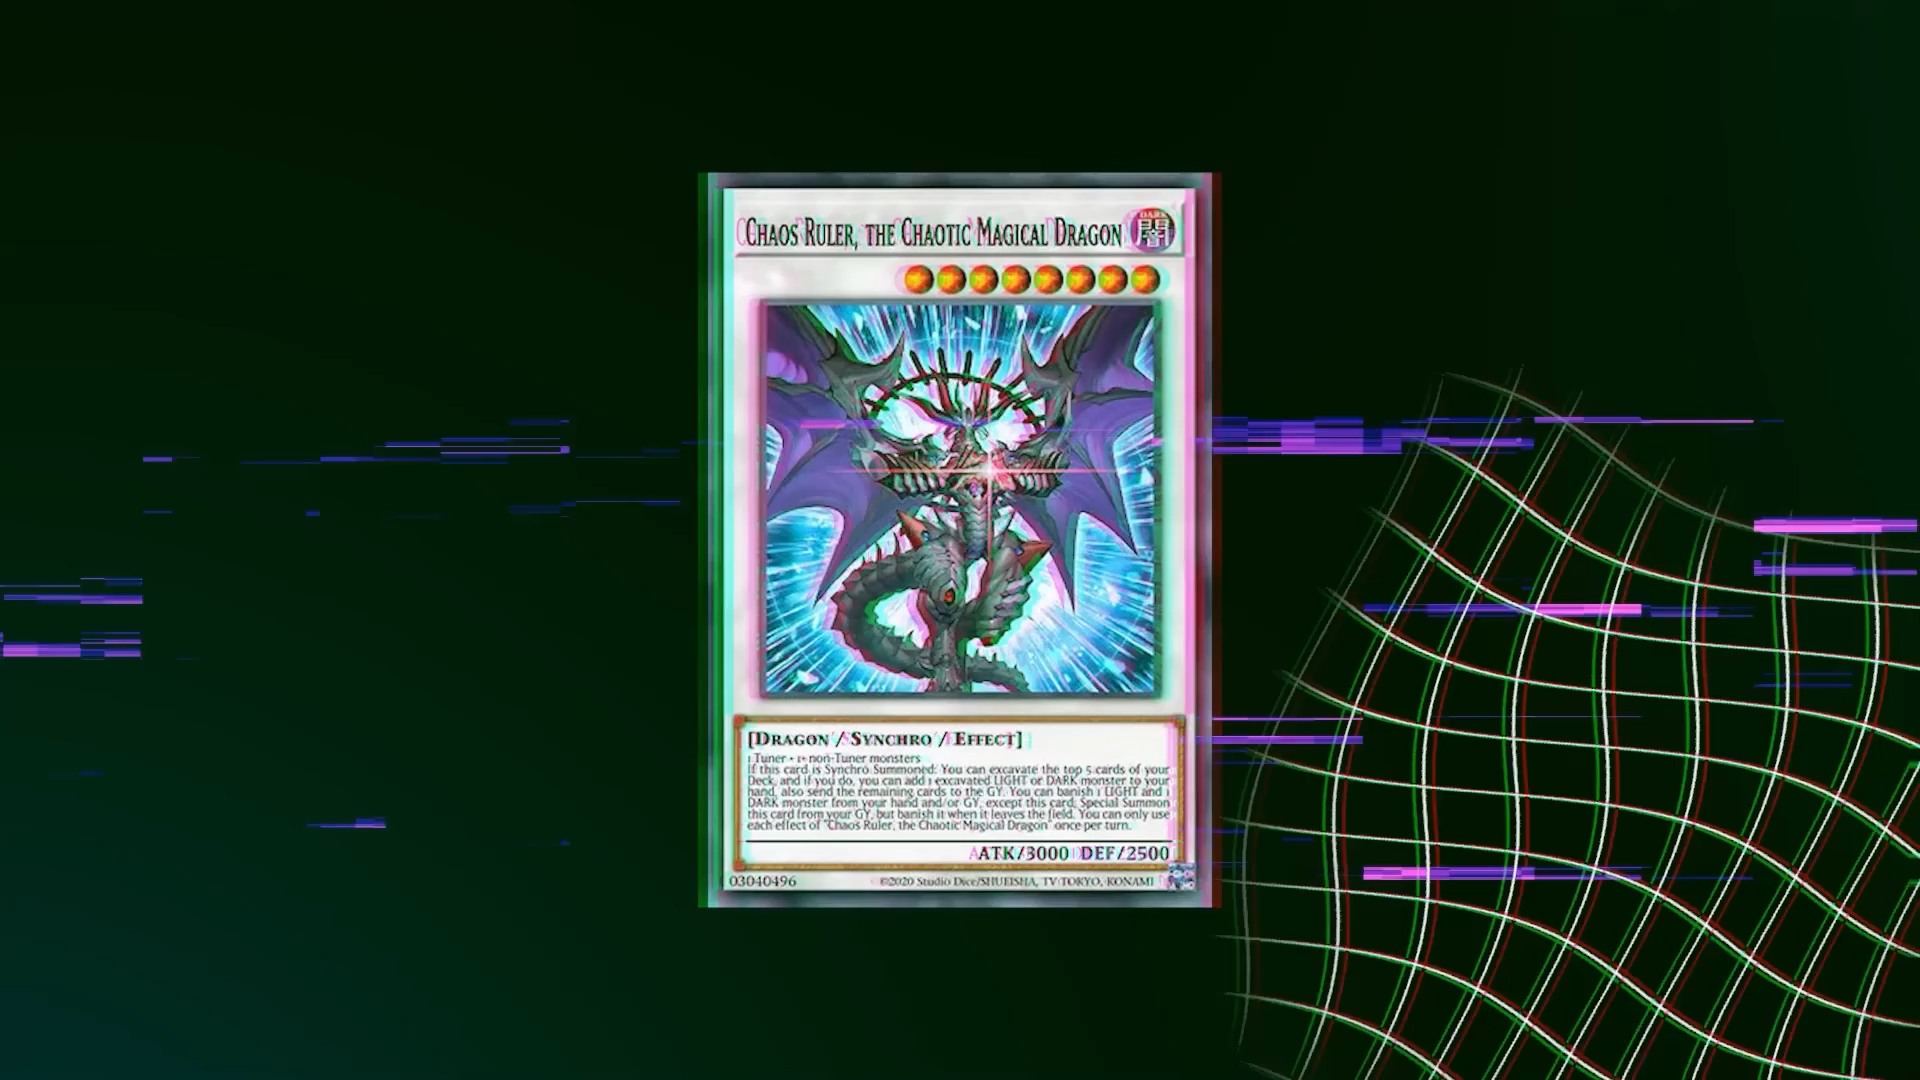 CHAOS RULER, THE CHAOTIC MAGICAL DRAGON
DARK
闇
[DRAGON / SYNCHRO / EFFECT]
1 Tuner + 1+ non-Tuner monsters
If this card is Synchro Summoned: You can excavate the top 5 cards of your
Deck, and if you do, you can add 1 excavated LIGHT or DARK monster to your
hand, also send the remaining cards to the GY. You can banish 1 LIGHT and 1
DARK monster from your hand and/or GY, except this card; Special Summon
this card from your GY, but banish it when it leaves the field. You can only use
each effect of "Chaos Ruler, the Chaotic Magical Dragon" once per turn.
ATK/3000 DEF/2500
03040496 ©2020 Studio Dice/SHUEISHA, TV TOKYO, KONAMI